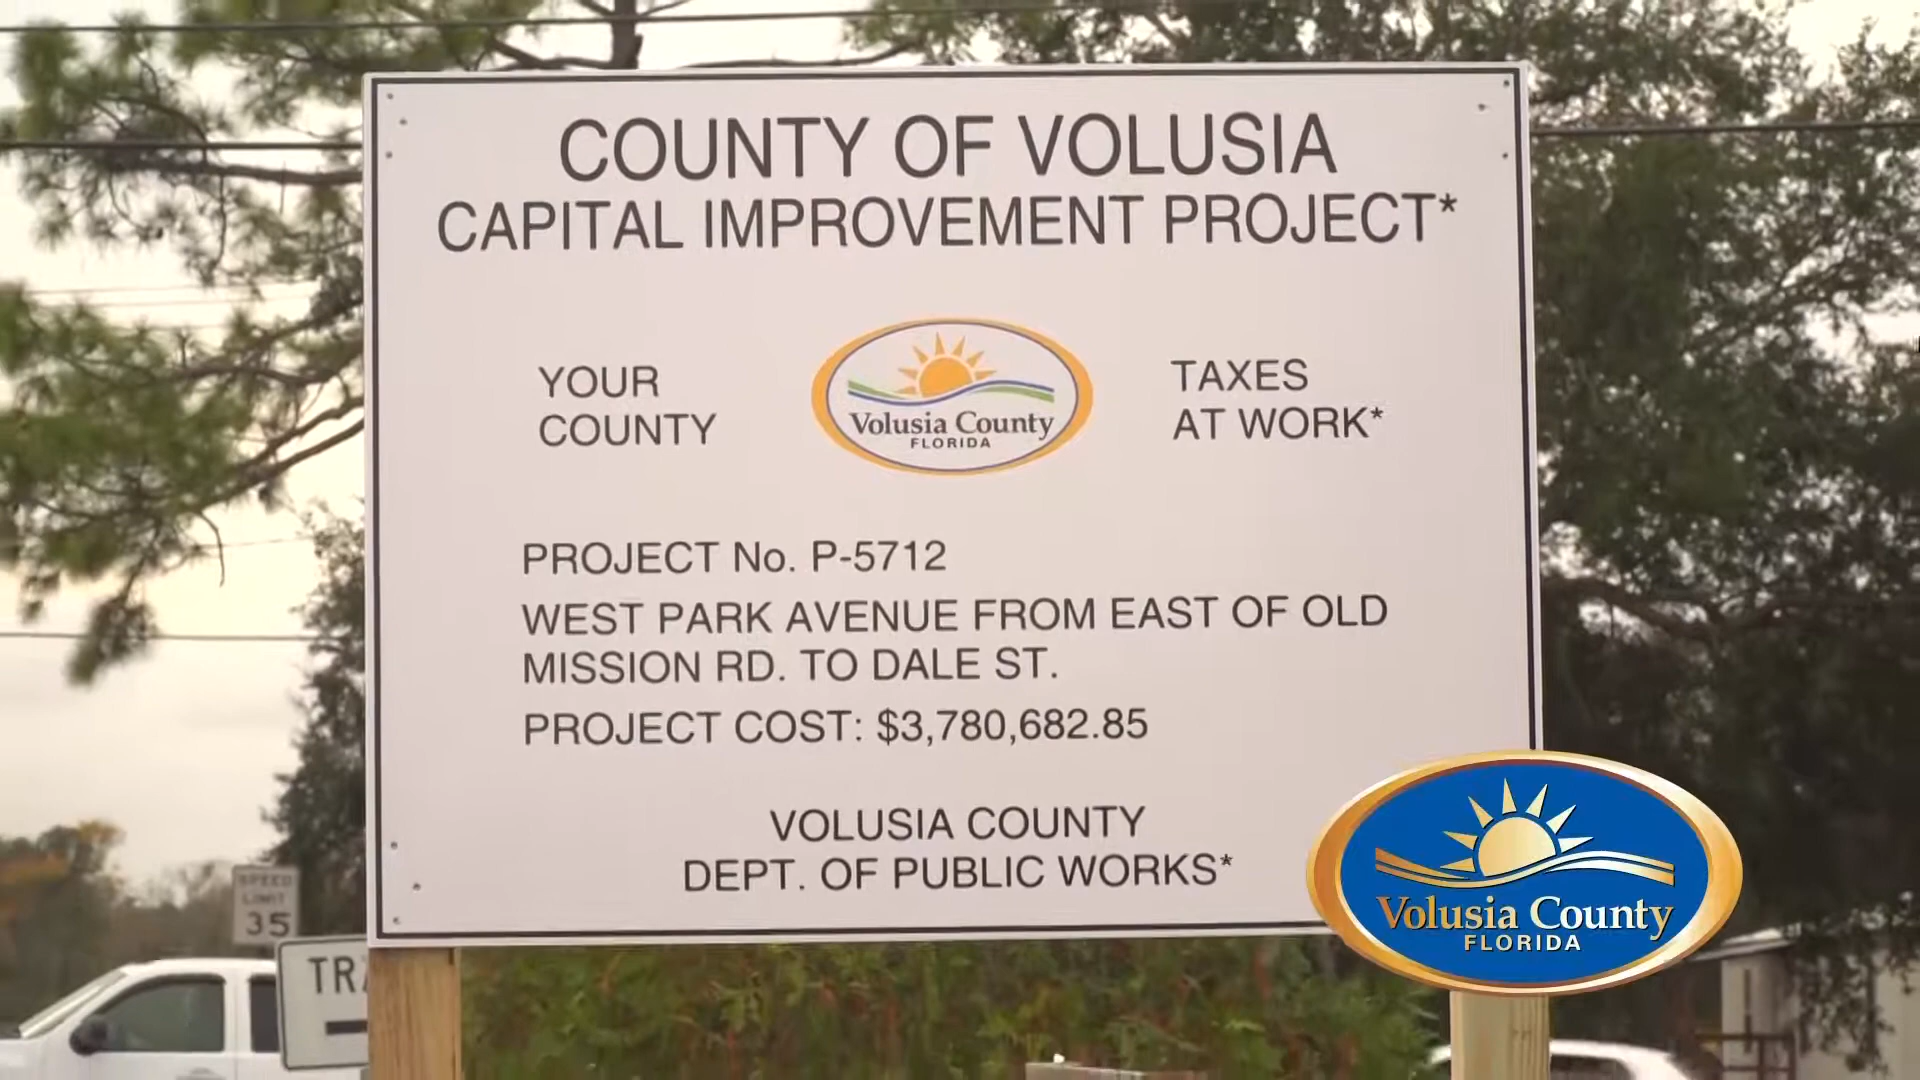 COUNTY OF VOLUSIA
CAPITAL IMPROVEMENT PROJECT*
YOUR
COUNTY
Volusia County
FLORIDA
TAXES
AT WORK*
PROJECT No. P-5712
WEST PARK AVENUE FROM EAST OF OLD
MISSION RD. TO DALE ST.
PROJECT COST: $3,780,682.85
VOLUSIA COUNTY
DEPT. OF PUBLIC WORKS*
SPEED
LIMIT
35
TRA
Volusia County
FLORIDA